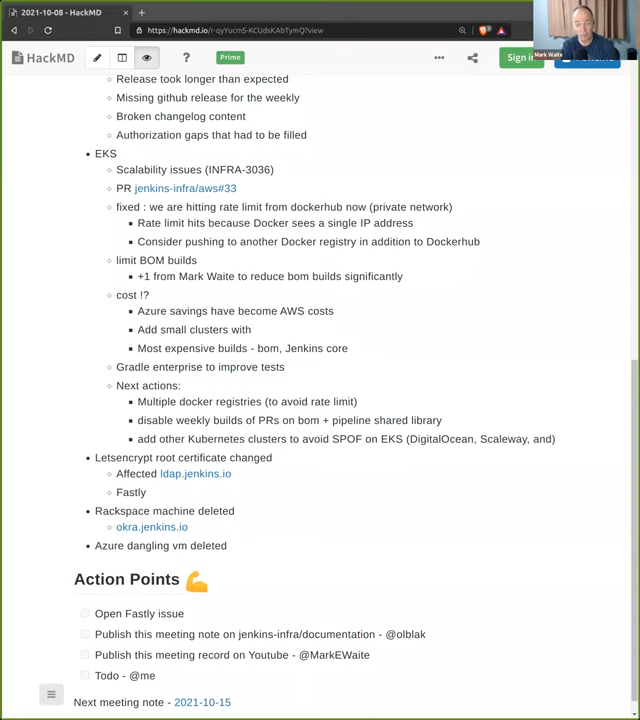 2021-10-08 - HackMD
https://hackmd.io/r-qyYucmS-KCUdsKAbTymQ?view
HackMD
Prime
Sign in
Mark Waite
Release took longer than expected
Missing github release for the weekly
Broken changelog content
Authorization gaps that had to be filled
EKS
Scalability issues (INFRA-3036)
PR jenkins-infra/aws#33
fixed : we are hitting rate limit from dockerhub now (private network)
Rate limit hits because Docker sees a single IP address
Consider pushing to another Docker registry in addition to Dockerhub
limit BOM builds
+1 from Mark Waite to reduce bom builds significantly
cost !?
Azure savings have become AWS costs
Add small clusters with
Most expensive builds - bom, Jenkins core
Gradle enterprise to improve tests
Next actions:
Multiple docker registries (to avoid rate limit)
disable weekly builds of PRs on bom + pipeline shared library
add other Kubernetes clusters to avoid SPOF on EKS (DigitalOcean, Scaleway, and)
Letsencrypt root certificate changed
Affected ldap.jenkins.io
Fastly
Rackspace machine deleted
okra.jenkins.io
Azure dangling vm deleted
Action Points 💪
Open Fastly issue
Publish this meeting note on jenkins-infra/documentation - @olblak
Publish this meeting record on Youtube - @MarkEWaite
Todo - @me
Next meeting note - 2021-10-15